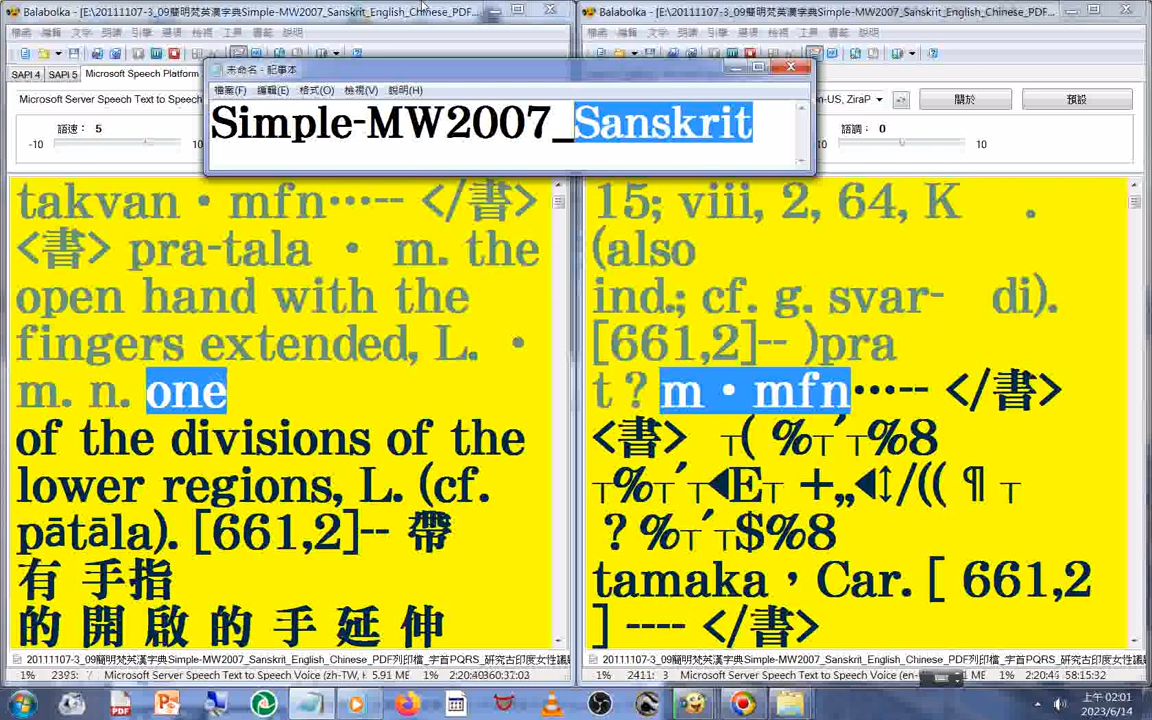 Balabolka - [E:\20111107-3_09簡明梵英漢字典Simple-MW2007_Sanskrit_English_Chinese_PDF...
Balabolka - [E:\20111107-3_09簡明梵英漢字典Simple-MW2007_Sanskrit_English_Chinese_PDF...
SAPI 4 SAPI 5 Microsoft Speech Platform
Microsoft Server Speech Text to Speech
en-US, ZiraP
關於
預設
語速： 5
-10 10
語調： 0
10
未命名 - 記事本
檔案(F) 編輯(E) 格式(O) 檢視(V) 說明(H)
Simple-MW2007_Sanskrit
takvan · mfn…-- </書>
<書> pra-tala · m. the
open hand with the
fingers extended, L. ·
m. n. one
of the divisions of the
lower regions, L. (cf.
pātāla). [661,2]-- 帶
有 手指
的 開 啟 的 手 延 伸
15; viii, 2, 64, K .
(also
ind.; cf. g. svar- di).
[661,2]-- )pra
t ? m · mfn…-- </書>
<書> ┬( %┬′┬%8
┬%┬′┬◀E┬ +„◀↕/(( ¶ ┬
? %┬′┬$%8
tamaka，Car. [ 661,2
] ---- </書>
20111107-3_09簡明梵英漢字典Simple-MW2007_Sanskrit_English_Chinese_PDF列印檔_字首PQRS_研究古印度女性議
20111107-3_09簡明梵英漢字典Simple-MW2007_Sanskrit_English_Chinese_PDF列印檔_字首PQRS_研究古印度女性議
1% Microsoft Server Speech Text to Speech Voice (zh-TW, 5.91 MB 1%
1% 2411: Microsoft Server Speech Text to Speech Voice (en- 58:15:32
上午 02:01
2023/6/14